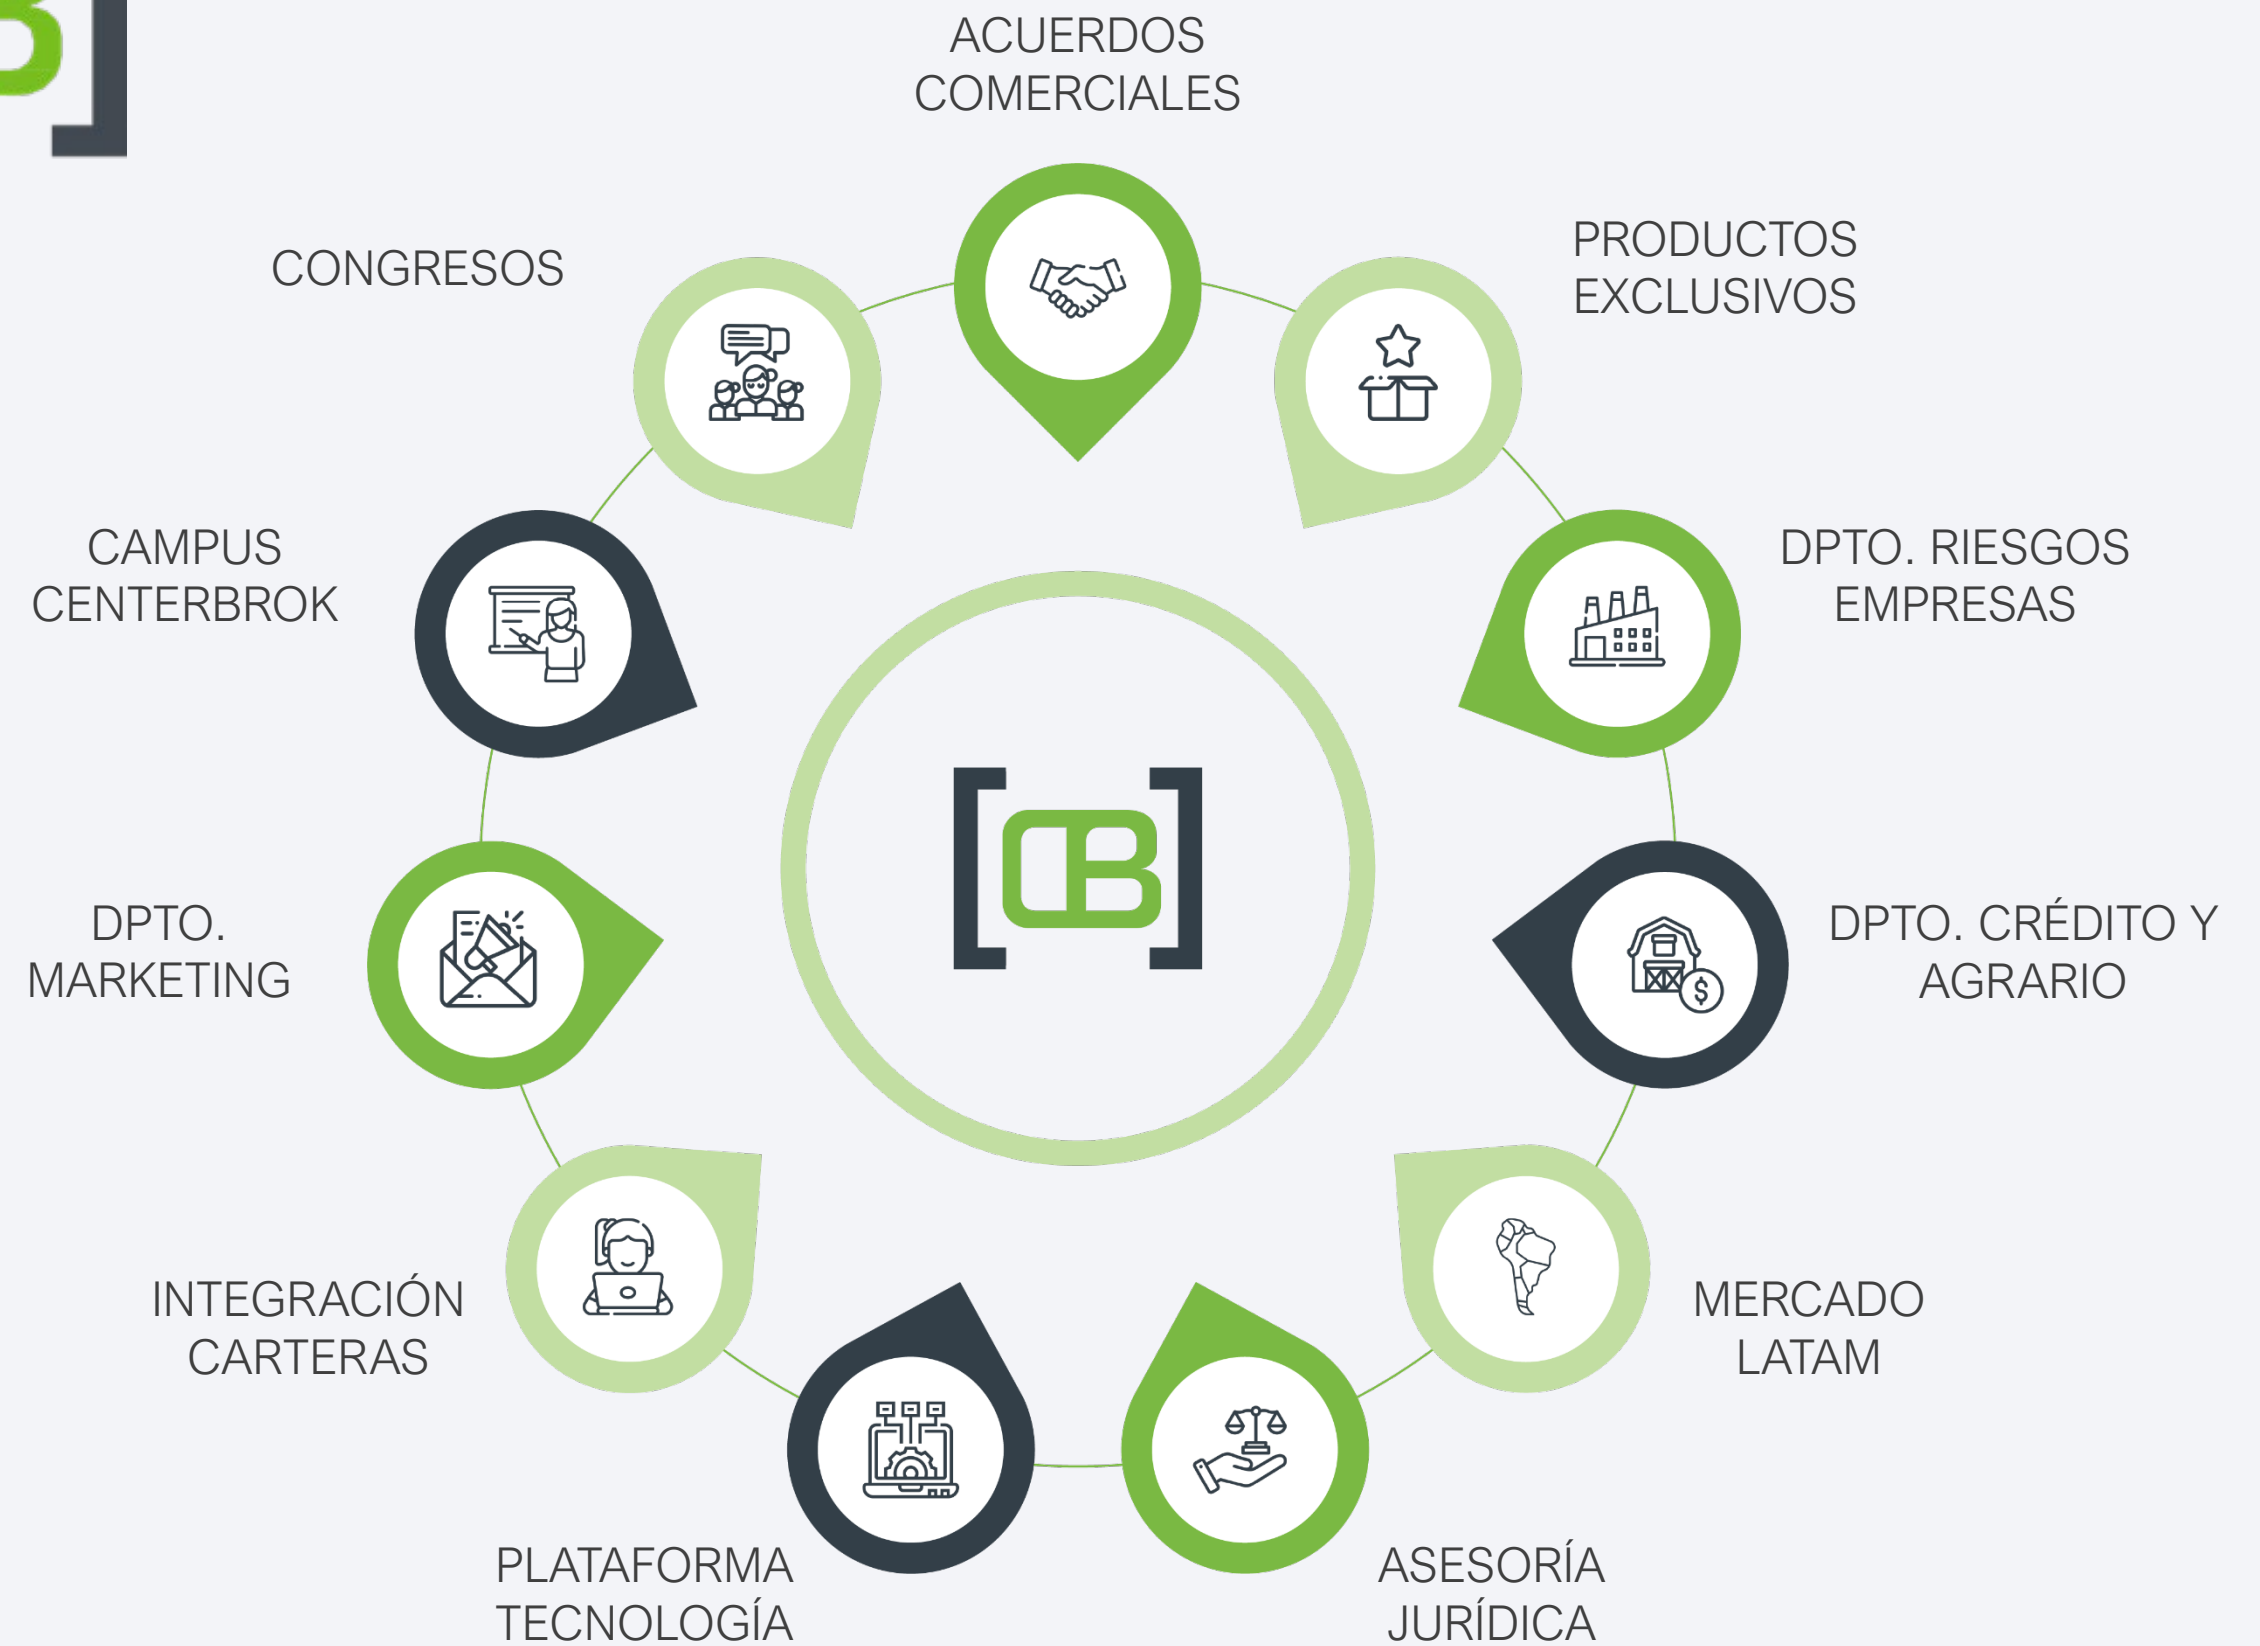 B]
ACUERDOS
COMERCIALES
CONGRESOS
PRODUCTOS
EXCLUSIVOS
CAMPUS
CENTERBROK
DPTO. RIESGOS
EMPRESAS
[CB]
DPTO.
MARKETING
DPTO. CRÉDITO Y
AGRARIO
$
INTEGRACIÓN
CARTERAS
MERCADO
LATAM
PLATAFORMA
TECNOLOGÍA
ASESORÍA
JURÍDICA